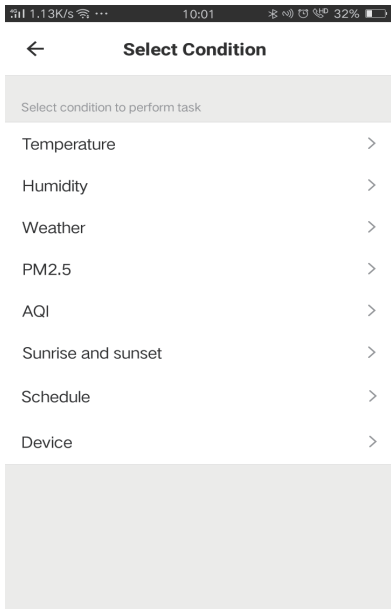 1.13K/s ··· 10:01 32%
Select Condition
Select condition to perform task
Temperature
Humidity
Weather
PM2.5
AQI
Sunrise and sunset
Schedule
Device